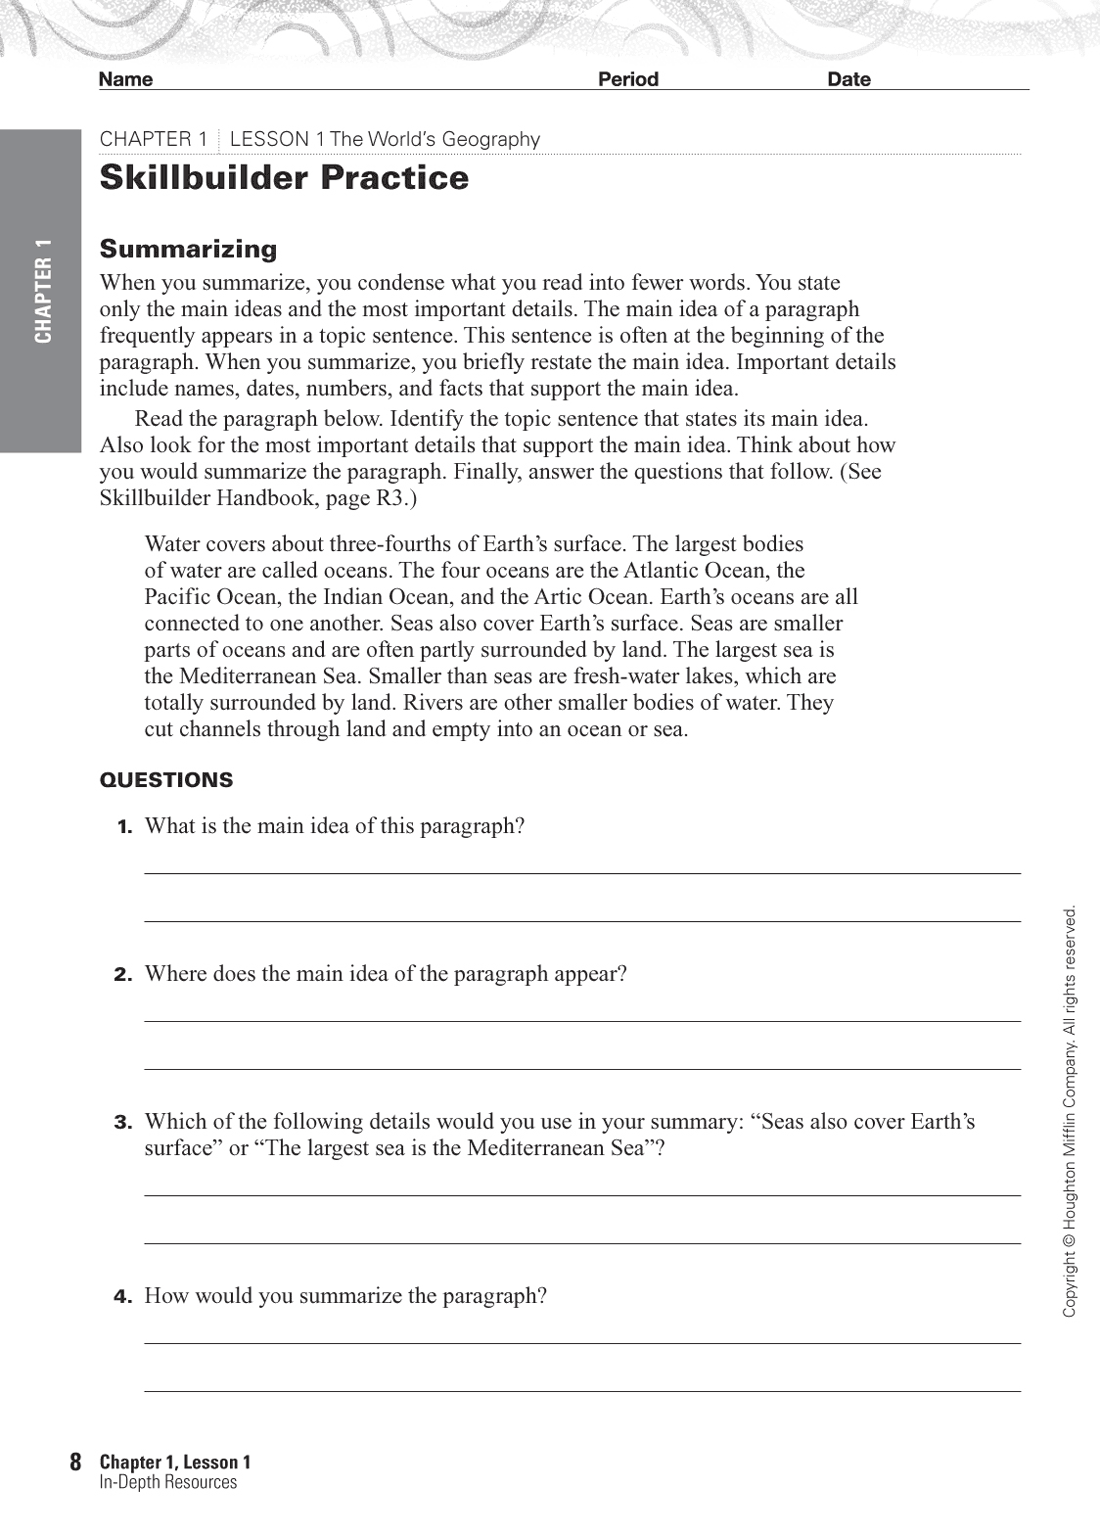 Name Period Date
CHAPTER 1 LESSON 1 The World's Geography
Skillbuilder Practice
CHAPTER 1
Summarizing
When you summarize, you condense what you read into fewer words. You state
only the main ideas and the most important details. The main idea of a paragraph
frequently appears in a topic sentence. This sentence is often at the beginning of the
paragraph. When you summarize, you briefly restate the main idea. Important details
include names, dates, numbers, and facts that support the main idea.
Read the paragraph below. Identify the topic sentence that states its main idea.
Also look for the most important details that support the main idea. Think about how
you would summarize the paragraph. Finally, answer the questions that follow. (See
Skillbuilder Handbook, page R3.)
Water covers about three-fourths of Earth's surface. The largest bodies
of water are called oceans. The four oceans are the Atlantic Ocean, the
Pacific Ocean, the Indian Ocean, and the Artic Ocean. Earth's oceans are all
connected to one another. Seas also cover Earth's surface. Seas are smaller
parts of oceans and are often partly surrounded by land. The largest sea is
the Mediterranean Sea. Smaller than seas are fresh-water lakes, which are
totally surrounded by land. Rivers are other smaller bodies of water. They
cut channels through land and empty into an ocean or sea.
QUESTIONS
1. What is the main idea of this paragraph?
2. Where does the main idea of the paragraph appear?
3. Which of the following details would you use in your summary: "Seas also cover Earth's
surface" or "The largest sea is the Mediterranean Sea"?
4. How would you summarize the paragraph?
Copyright © Houghton Mifflin Company. All rights reserved.
8 Chapter 1, Lesson 1
In-Depth Resources